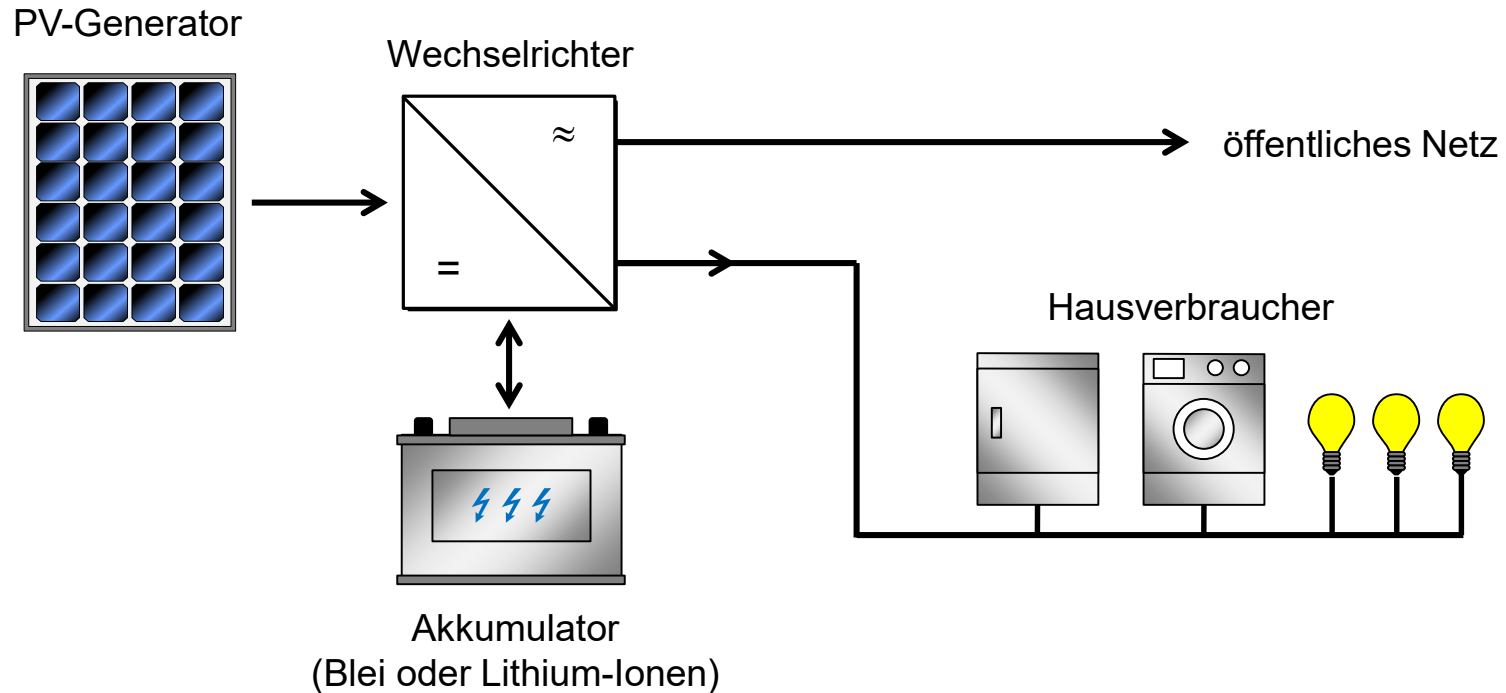 PV-Generator
Wechselrichter
≈
=
öffentliches Netz
Hausverbraucher
Akkumulator
(Blei oder Lithium-Ionen)